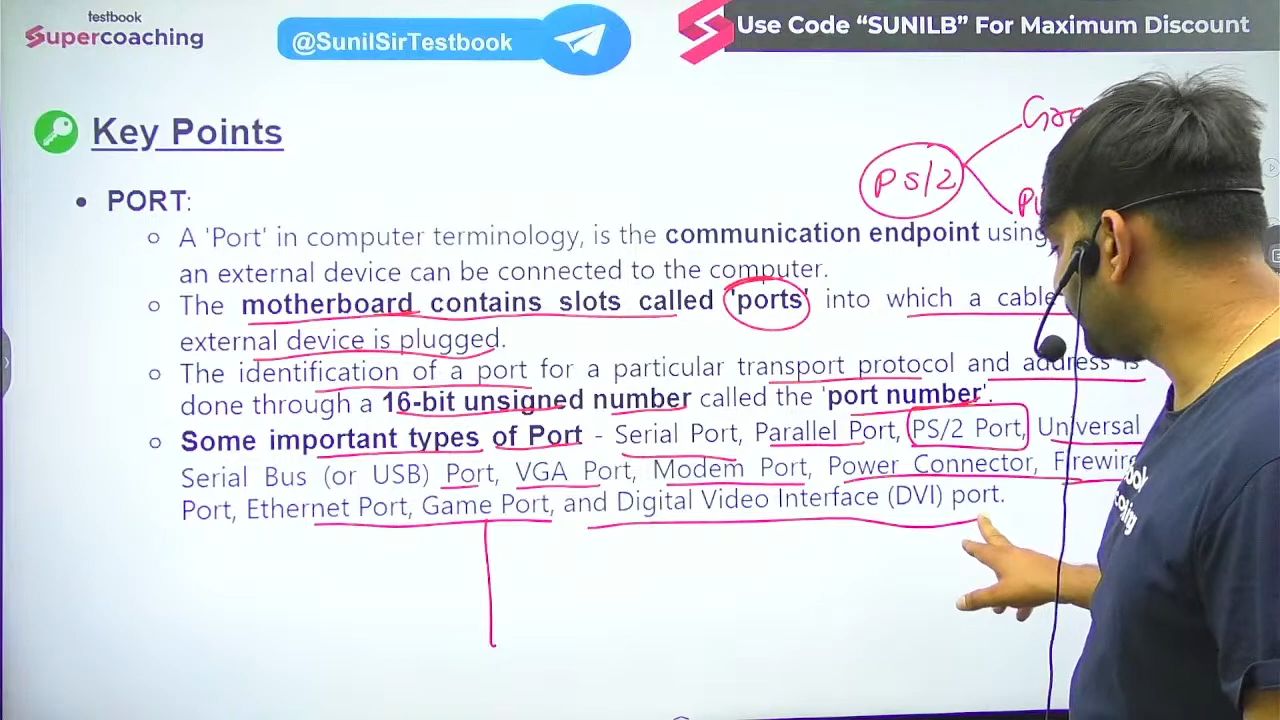 testbook
Supercoaching
@SunilSirTestbook
Use Code “SUNILB” For Maximum Discount
Key Points
PS/2
• PORT:
A 'Port' in computer terminology, is the communication endpoint using
an external device can be connected to the computer.
The motherboard contains slots called 'ports' into which a cable
external device is plugged.
The identification of a port for a particular transport protocol and address is
done through a 16-bit unsigned number called the 'port number'.
Some important types of Port - Serial Port, Parallel Port, PS/2 Port, Universal
Serial Bus (or USB) Port, VGA Port, Modem Port, Power Connector, Firewire
Port, Ethernet Port, Game Port, and Digital Video Interface (DVI) port.